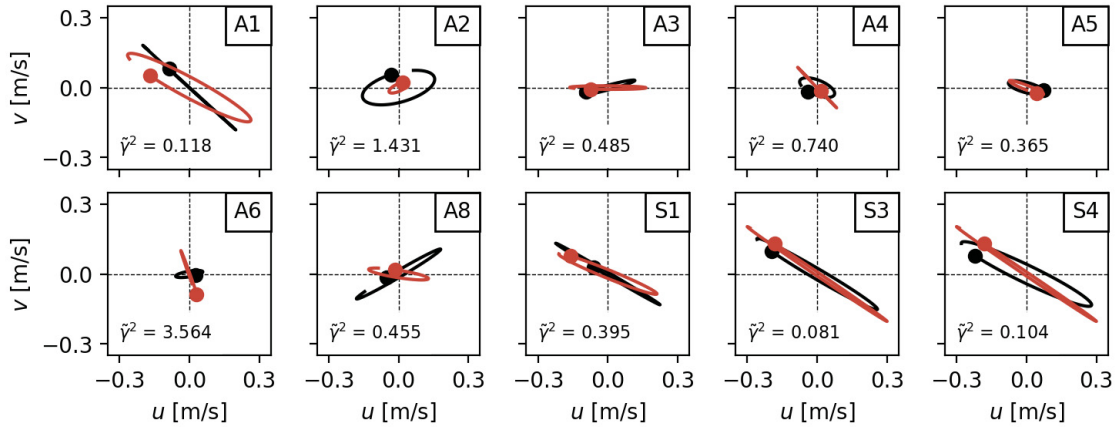 A1 A2 A3 A4 A5
0.3
v [m/s]
0.0
−0.3
γ̃² = 0.118 γ̃² = 1.431 γ̃² = 0.485 γ̃² = 0.740 γ̃² = 0.365
A6 A8 S1 S3 S4
0.3
v [m/s]
0.0
−0.3
γ̃² = 3.564 γ̃² = 0.455 γ̃² = 0.395 γ̃² = 0.081 γ̃² = 0.104
−0.3 0.0 0.3 −0.3 0.0 0.3 −0.3 0.0 0.3 −0.3 0.0 0.3 −0.3 0.0 0.3
u [m/s] u [m/s] u [m/s] u [m/s] u [m/s]